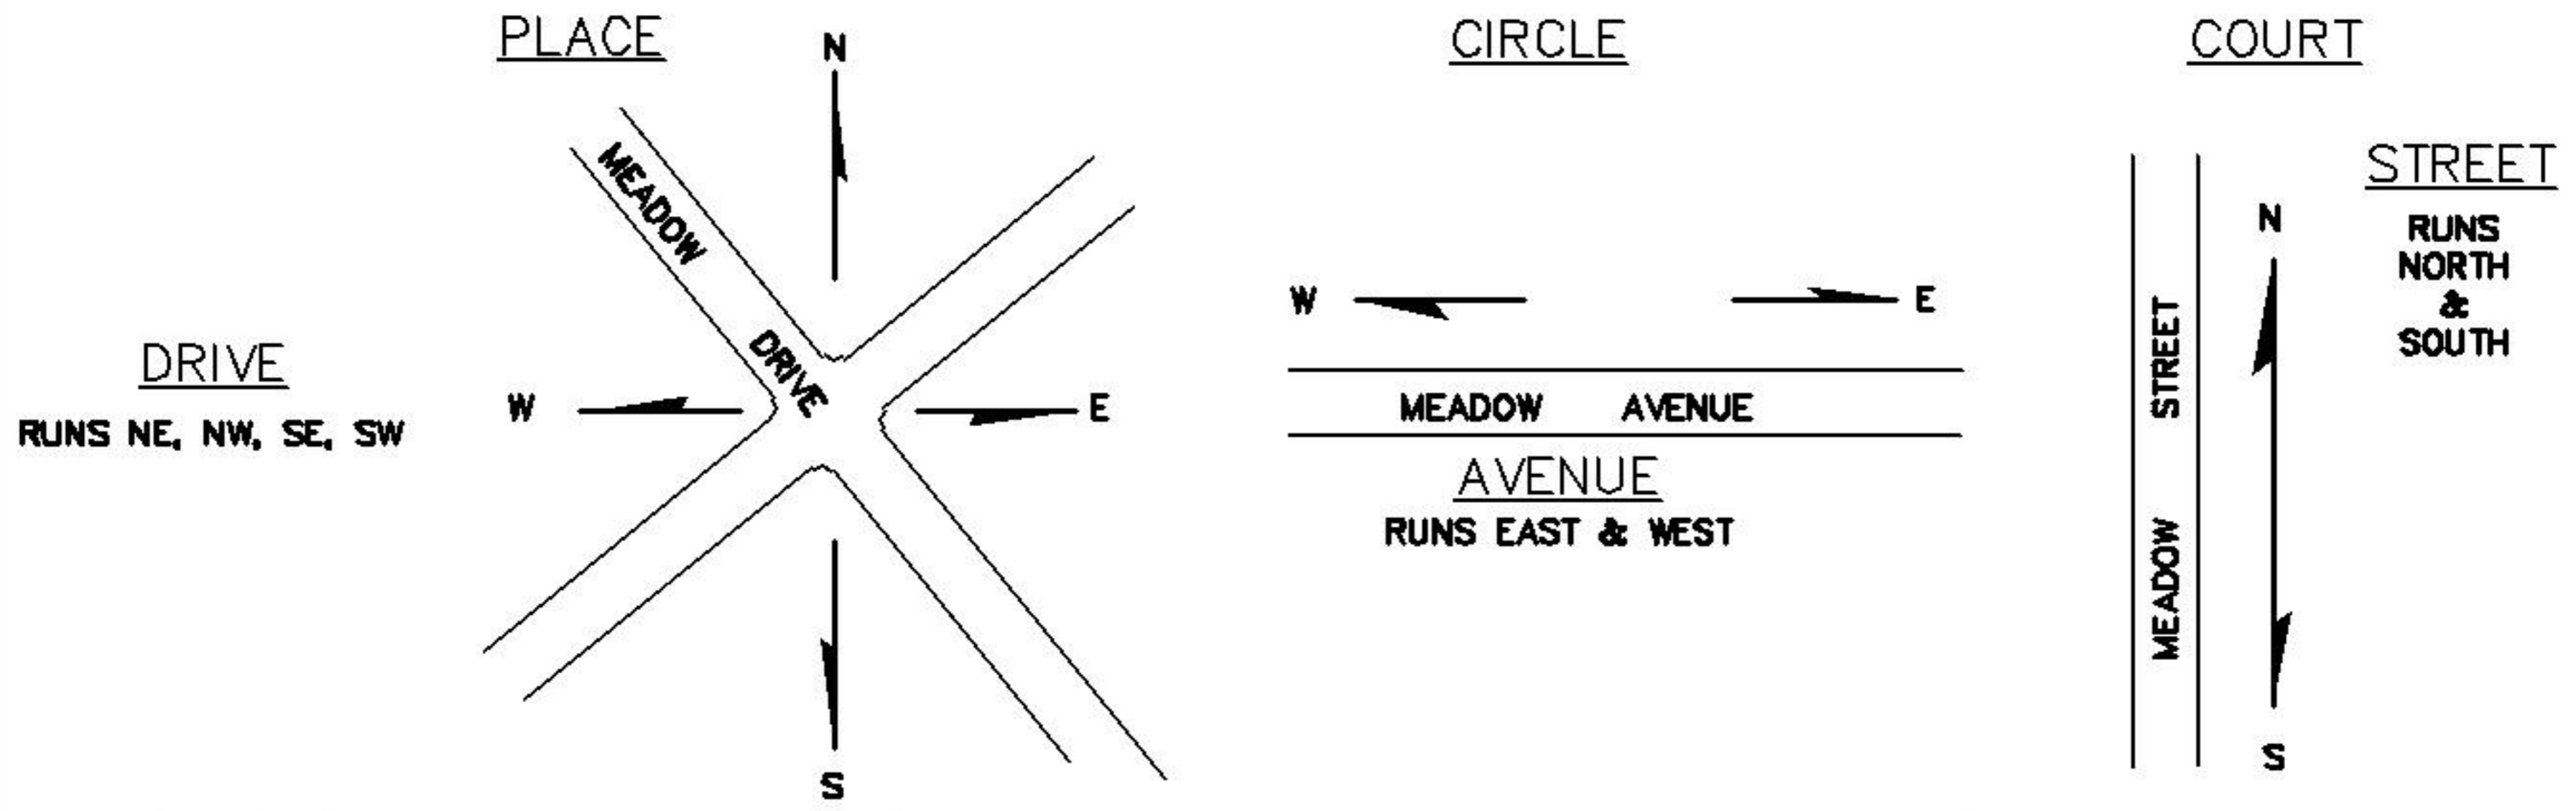 PLACE
CIRCLE
COURT
N
MEADOW
DRIVE
W
E
S
DRIVE
RUNS NE, NW, SE, SW
W
E
MEADOW AVENUE
AVENUE
RUNS EAST & WEST
MEADOW STREET
N
S
STREET
RUNS
NORTH
&
SOUTH